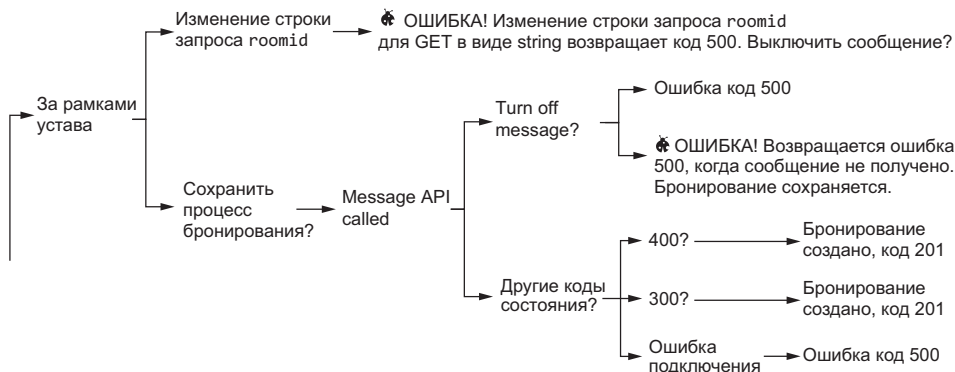 Изменение строки
запроса roomid
ОШИБКА! Изменение строки запроса roomid
для GET в виде string возвращает код 500. Выключить сообщение?
За рамками
устава
Сохранить
процесс
бронирования?
Message API
called
Turn off
message?
Ошибка код 500
ОШИБКА! Возвращается ошибка
500, когда сообщение не получено.
Бронирование сохраняется.
Другие коды
состояния?
400?
Бронирование
создано, код 201
300?
Бронирование
создано, код 201
Ошибка
подключения
Ошибка код 500